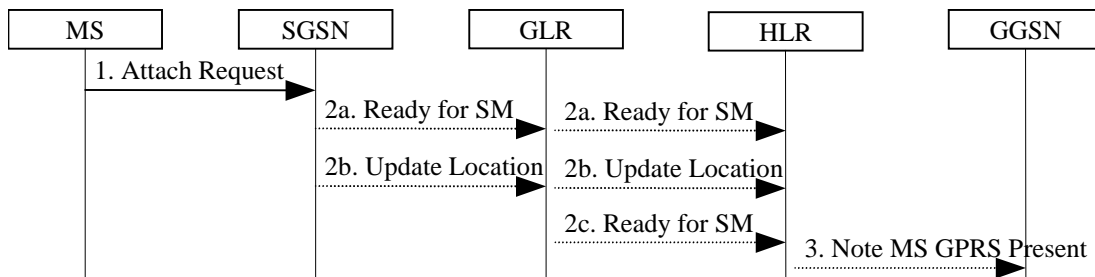 MS SGSN GLR HLR GGSN
1. Attach Request
2a. Ready for SM 2a. Ready for SM
2b. Update Location 2b. Update Location
2c. Ready for SM
3. Note MS GPRS Present